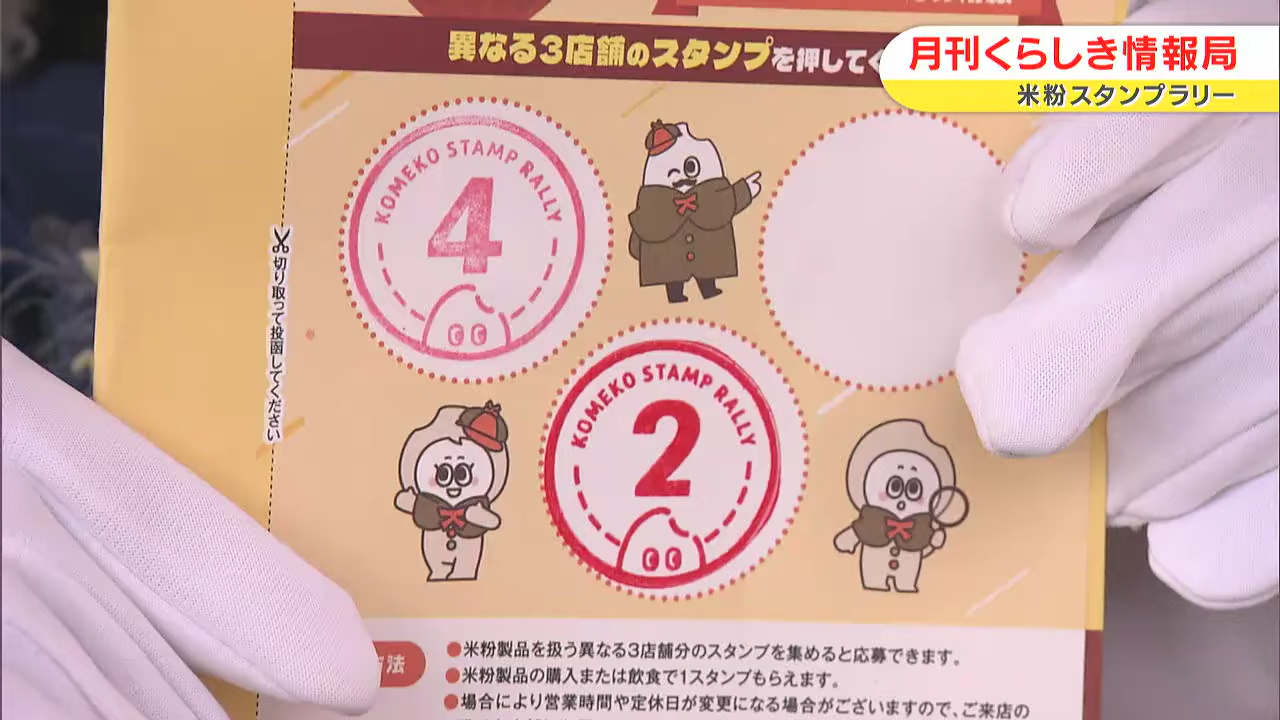 月刊くらしき情報局
米粉スタンプラリー
異なる3店舗のスタンプを押してく
KOMEKO STAMP RALLY
4
KOMEKO STAMP RALLY
2
切り取って投函してください
法
●米粉製品を扱う異なる3店舗分のスタンプを集めると応募できます。
●米粉製品の購入または飲食で1スタンプもらえます。
●場合により営業時間や定休日が変更になる場合がございますので、ご来店の